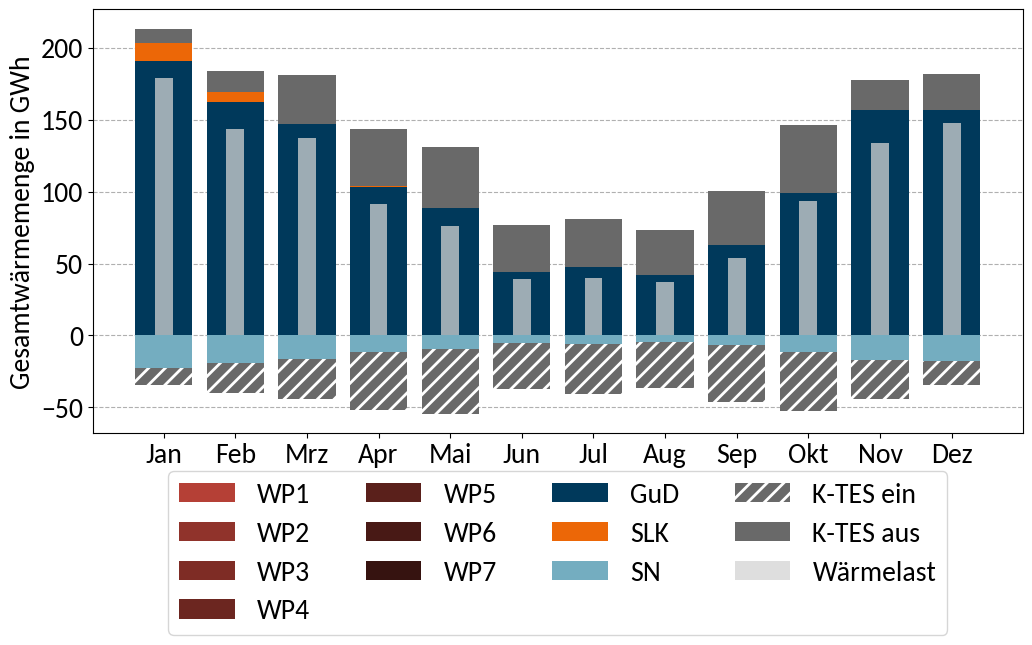 Gesamtwärmemenge in GWh
200
150
100
50
0
−50
Jan Feb Mrz Apr Mai Jun Jul Aug Sep Okt Nov Dez
WP1 WP5 GuD K-TES ein
WP2 WP6 SLK K-TES aus
WP3 WP7 SN Wärmelast
WP4